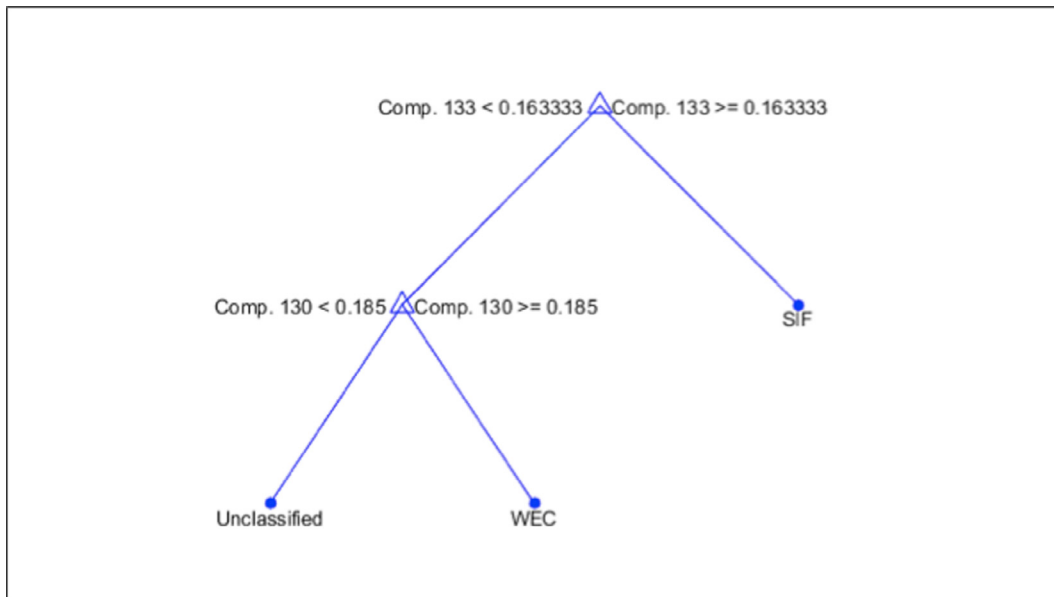 Comp. 133 < 0.163333 Comp. 133 >= 0.163333
Comp. 130 < 0.185 Comp. 130 >= 0.185
SIF
Unclassified WEC